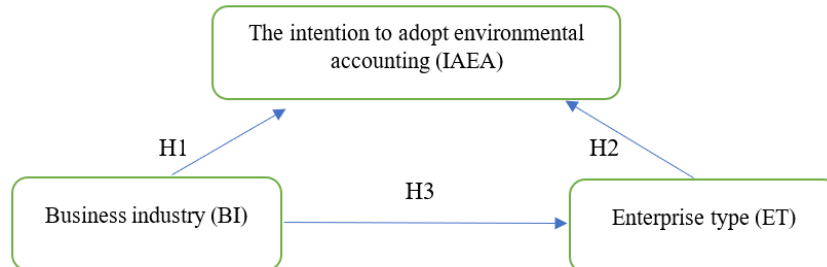 The intention to adopt environmental
accounting (IAEA)
H1
H2
H3
Business industry (BI)
Enterprise type (ET)